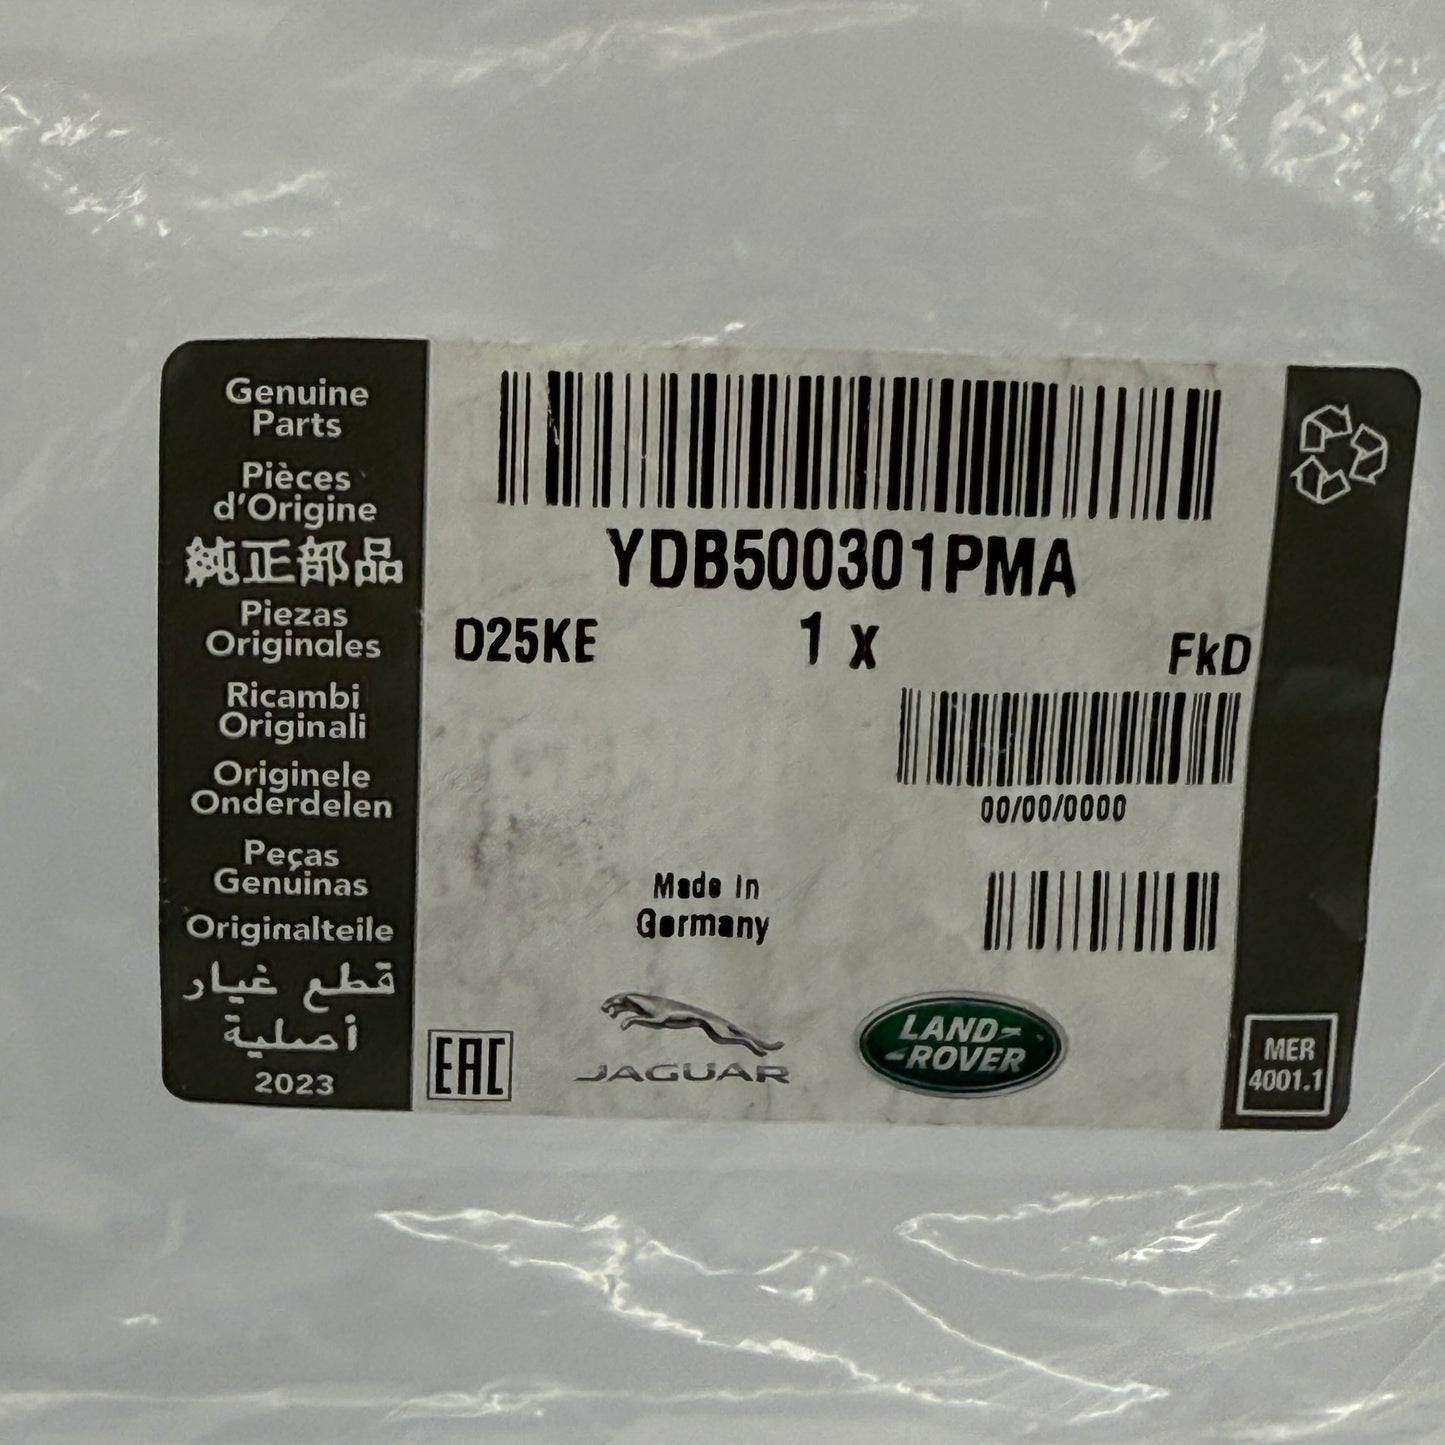 Genuine
Parts
Pièces
d'Origine
純正部品
Piezas
Originales
Ricambi
Originali
Originele
Onderdelen
Peças
Genuinas
Originalteile
قطع غيار
أصلية
2023
YDB500301PMA
D25KE 1 x FkD
00/00/0000
Made In
Germany
EAC
JAGUAR
LAND-
-ROVER
MER
4001.1